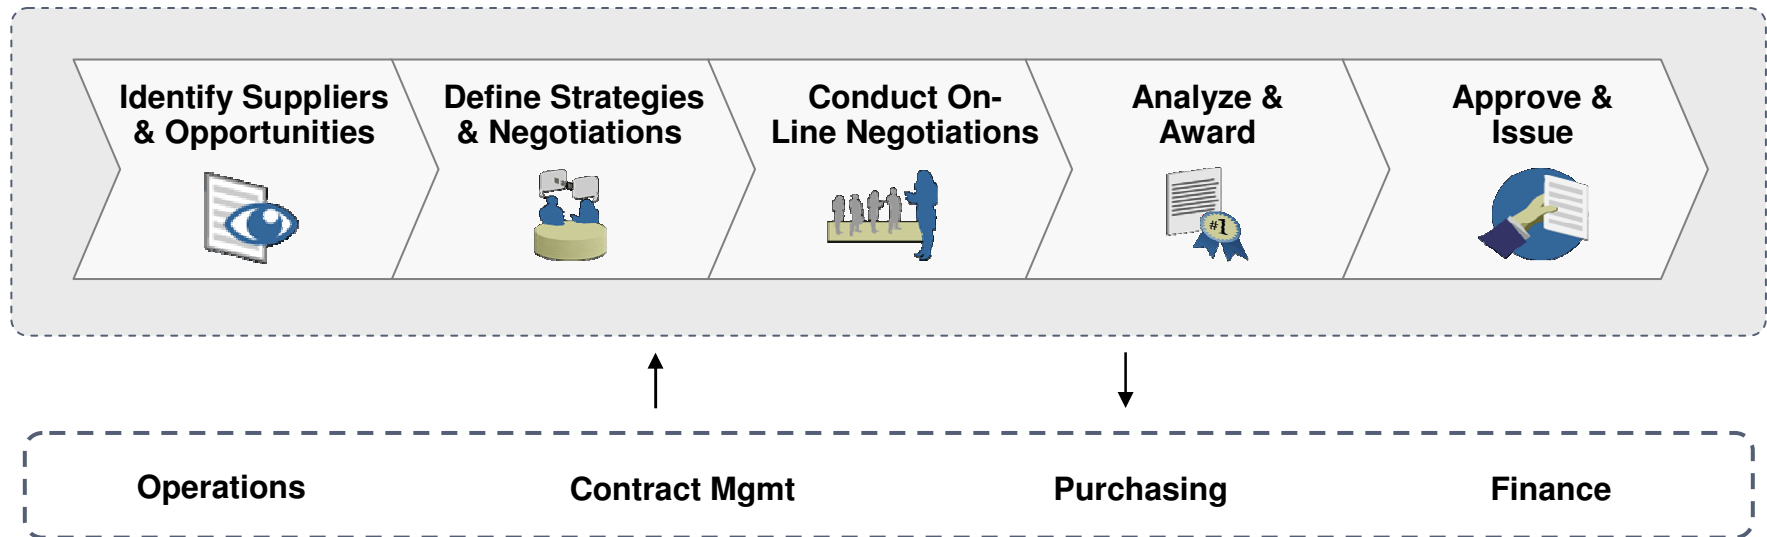 Identify Suppliers
& Opportunities
Define Strategies
& Negotiations
Conduct On-
Line Negotiations
Analyze &
Award
#1
Approve &
Issue
Operations
Contract Mgmt
Purchasing
Finance